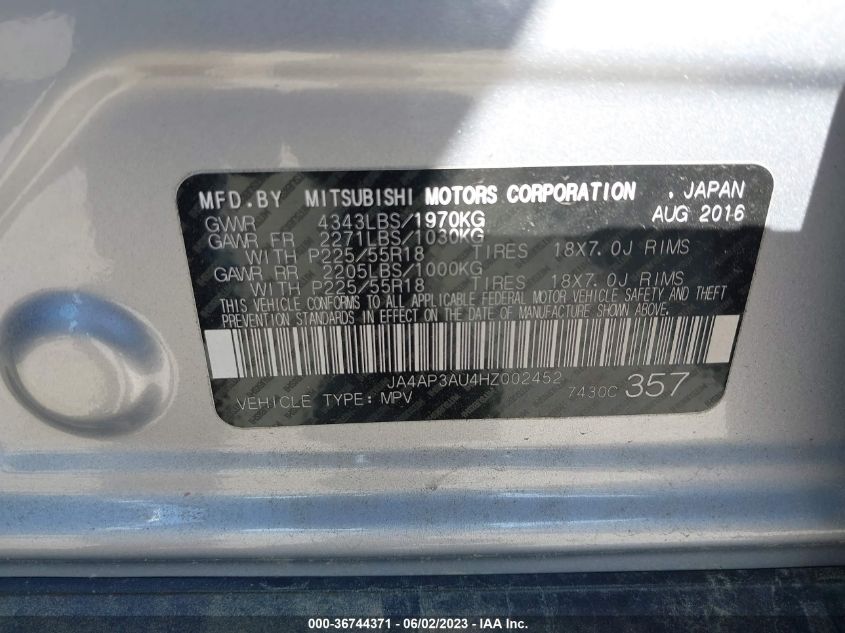 MFD.BY MITSUBISHI MOTORS CORPORATION , JAPAN
GVWR 4343LBS/1970KG AUG 2016
GAWR FR 2271LBS/1030KG
WITH P225/55R18 TIRES 18X7.0J RIMS
GAWR RR 2205LBS/1000KG
WITH P225/55R18 TIRES 18X7.0J RIMS
THIS VEHICLE CONFORMS TO ALL APPLICABLE FEDERAL MOTOR VEHICLE SAFETY AND THEFT
PREVENTION STANDARDS IN EFFECT ON THE DATE OF MANUFACTURE SHOWN ABOVE.
JA4AP3AU4HZ002452
VEHICLE TYPE: MPV 7430C 357
000-36744371 - 06/02/2023 - IAA Inc.